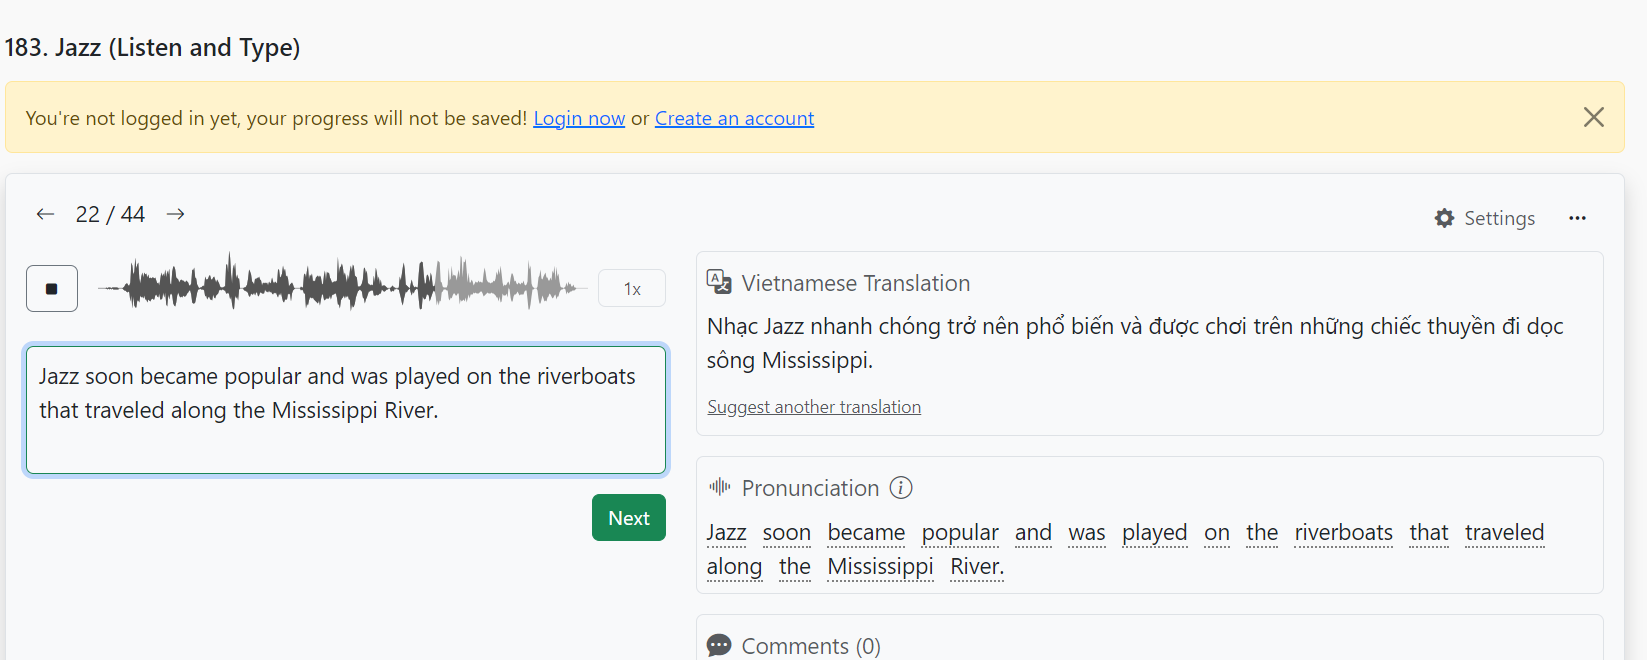 183. Jazz (Listen and Type)
You're not logged in yet, your progress will not be saved! Login now or Create an account
22 / 44
Settings
1x
Jazz soon became popular and was played on the riverboats
that traveled along the Mississippi River.
Next
Vietnamese Translation
Nhạc Jazz nhanh chóng trở nên phổ biến và được chơi trên những chiếc thuyền đi dọc
sông Mississippi.
Suggest another translation
Pronunciation
Jazz soon became popular and was played on the riverboats that traveled
along the Mississippi River.
Comments (0)